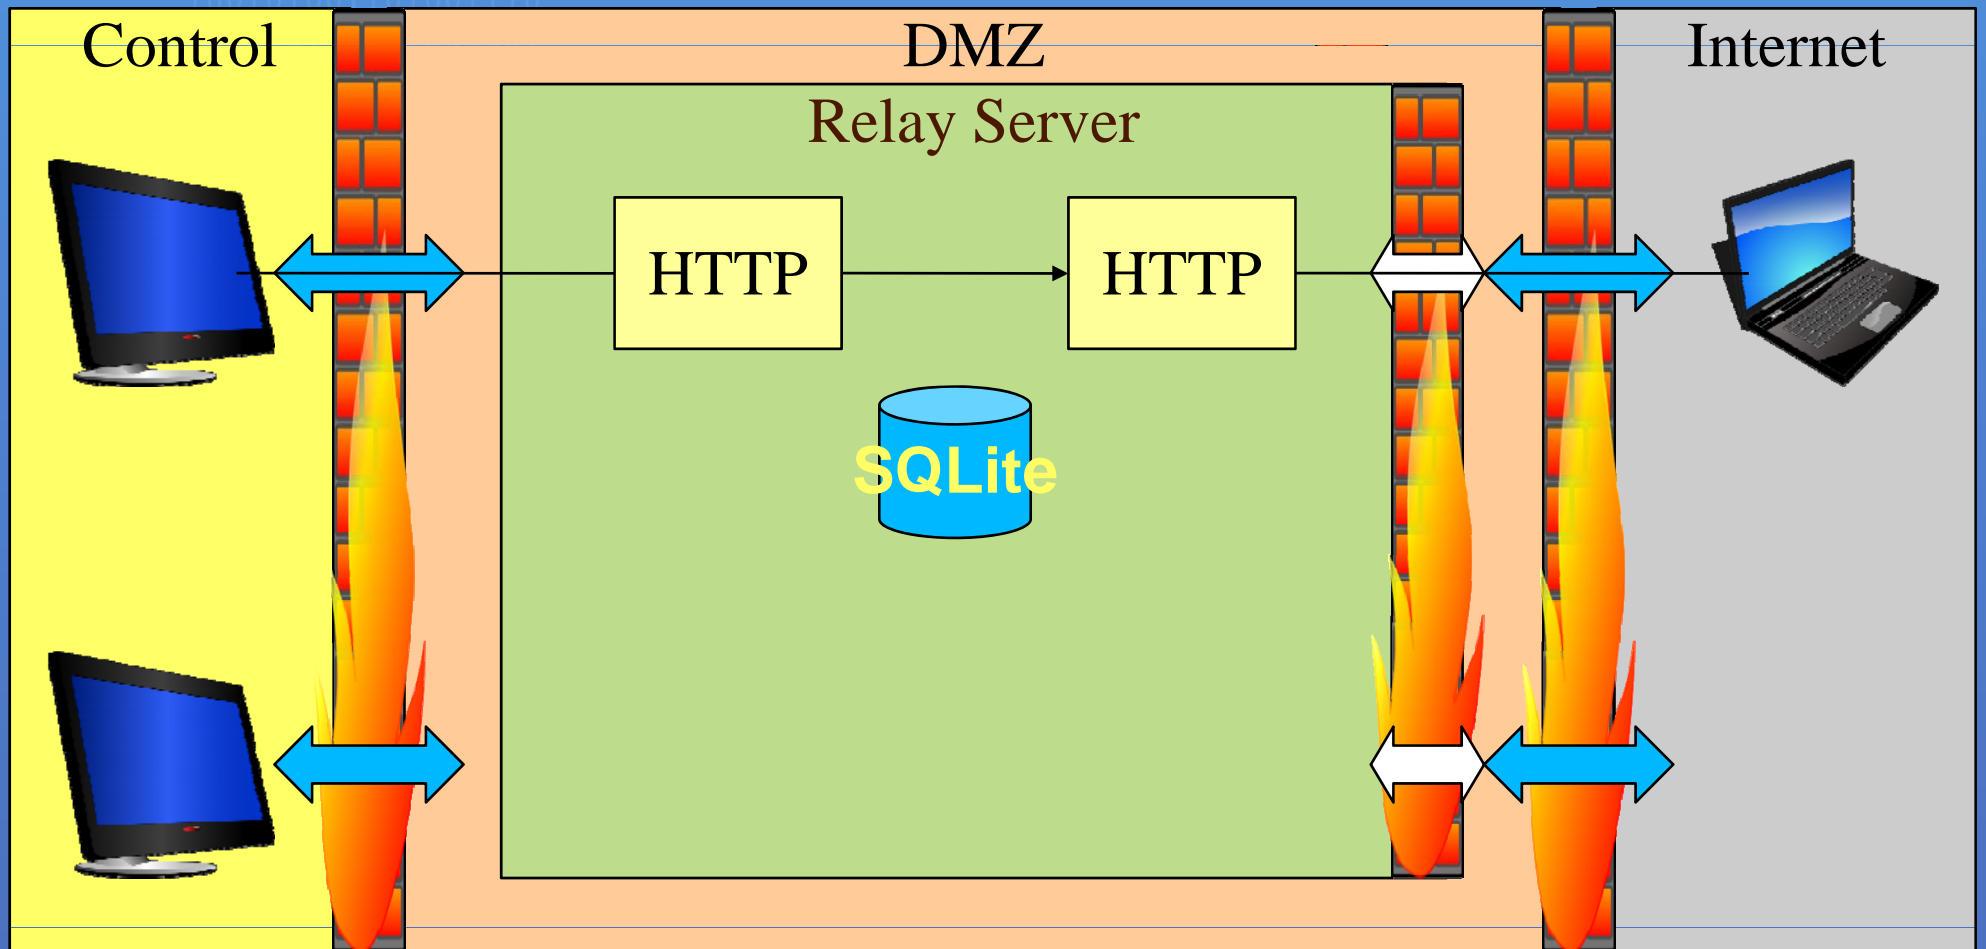 Control
DMZ
Internet
Relay Server
HTTP
HTTP
SQLite